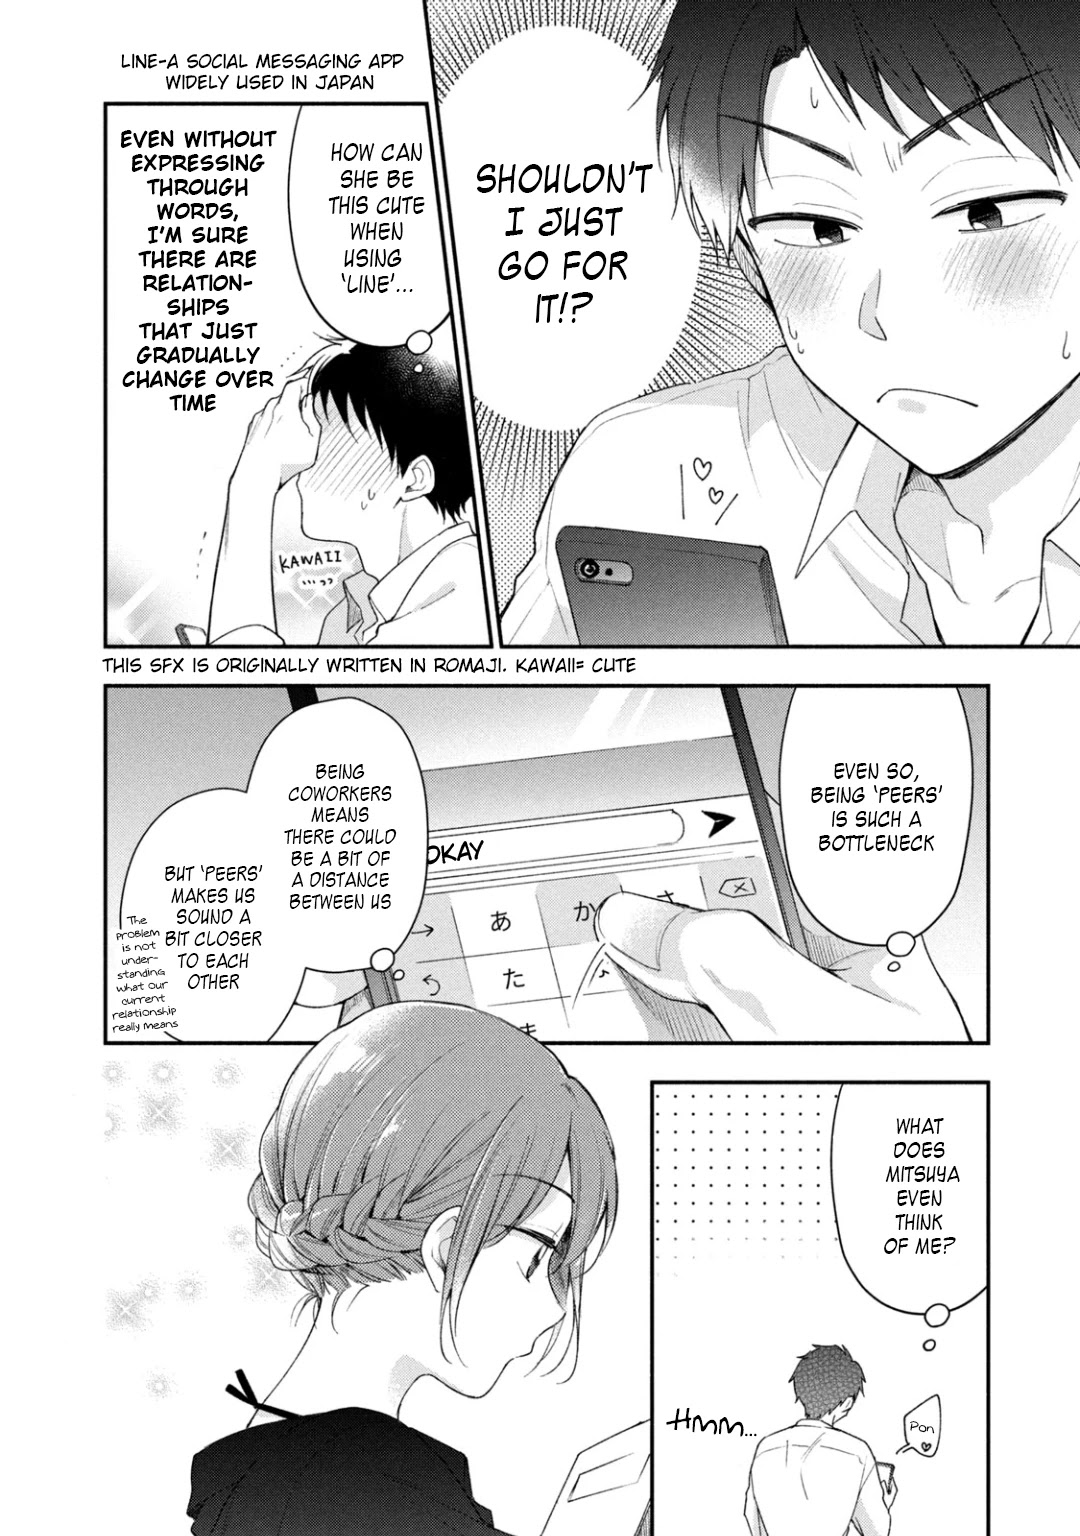 SHOULDN'T
I JUST
GO FOR
IT!?
LINE-A SOCIAL MESSAGING APP
WIDELY USED IN JAPAN
HOW CAN
SHE BE
THIS CUTE
WHEN
USING
'LINE'...
EVEN WITHOUT
EXPRESSING
THROUGH
WORDS,
I'M SURE
THERE ARE
RELATION-
SHIPS
THAT JUST
GRADUALLY
CHANGE OVER
TIME
KAWAII
...??
THIS SFX IS ORIGINALLY WRITTEN IN ROMAJI. KAWAII= CUTE
EVEN SO,
BEING 'PEERS'
IS SUCH A
BOTTLENECK
BEING
COWORKERS
MEANS
THERE COULD
BE A BIT OF
A DISTANCE
BETWEEN US
BUT 'PEERS'
MAKES US
SOUND A
BIT CLOSER
TO EACH
OTHER
The
problem
is not
under-
standing
what our
current
relationship
really means
OKAY
あ か さ
た
ま
WHAT
DOES
MITSUYA
EVEN
THINK
OF ME?
HMM...
Pon